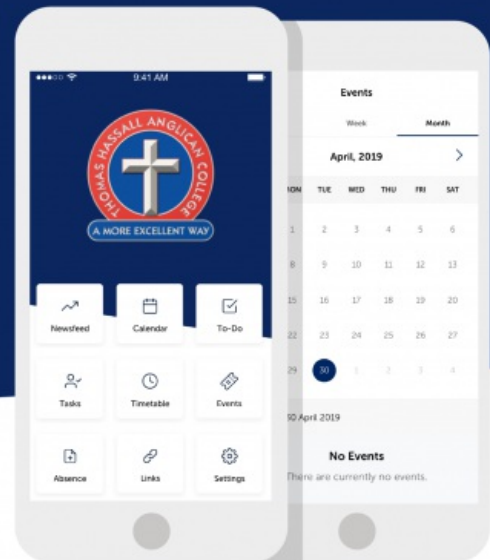 9:41 AM
THOMAS HASSALL ANGLICAN COLLEGE
A MORE EXCELLENT WAY
Newsfeed Calendar To-Do
Tasks Timetable Events
Absence Links Settings
Events
Week Month
April, 2019
TUE WED THU FRI SAT
1 2 3 4 5 6
8 9 10 11 12 13
15 16 17 18 19 20
22 23 24 25 26 27
29 30 1 2 3 4
30 April 2019
No Events
There are currently no events.